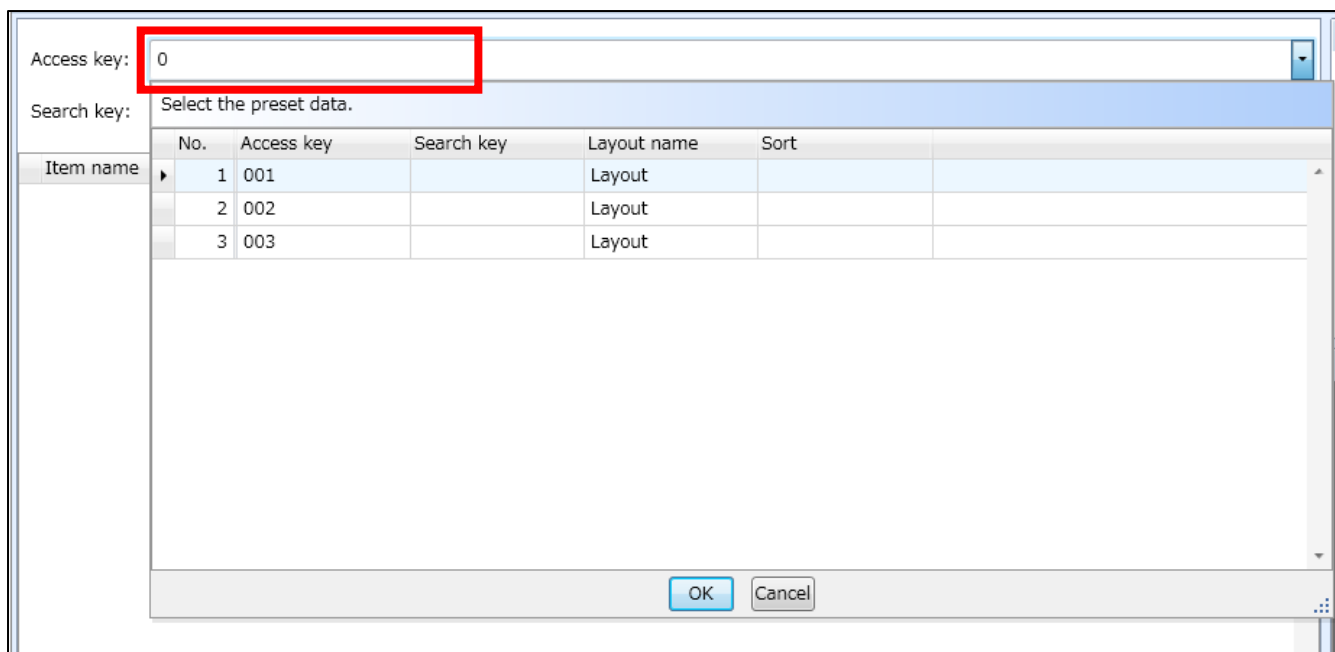 Access key: 0
Search key: Select the preset data.
No. Access key Search key Layout name Sort
Item name
1 001 Layout
2 002 Layout
3 003 Layout
OK Cancel